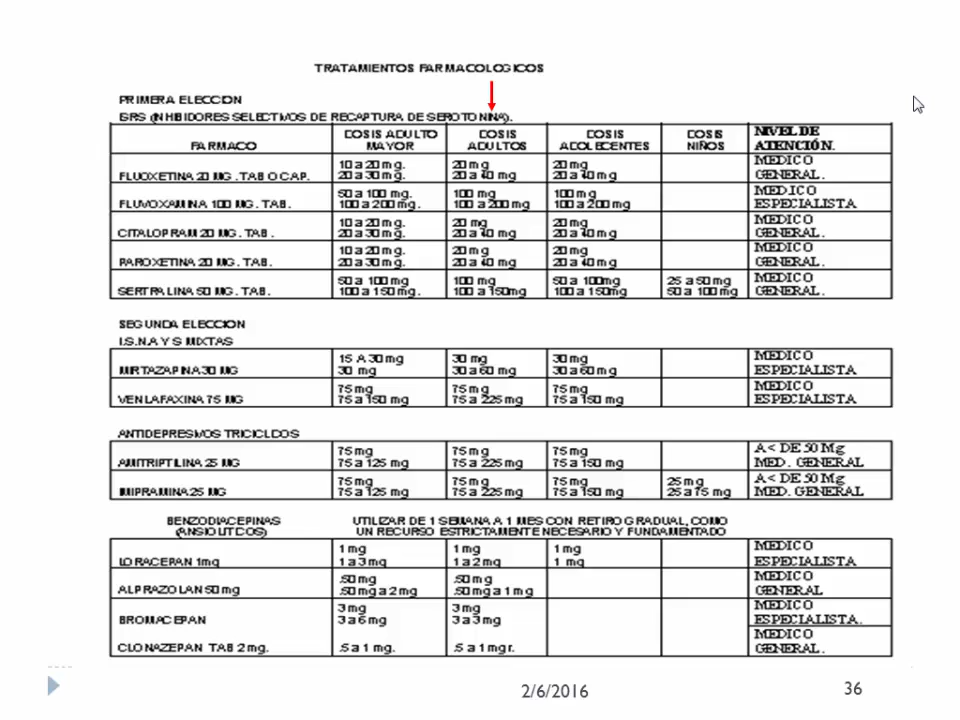 TRATAMIENTOS FARMACOLOGICOS
PRIMERA ELECCION
ISRS (INHIBIDORES SELECTIVOS DE RECAPTURA DE SEROTONINA).
FARMACO DOSIS ADULTO MAYOR DOSIS ADULTOS DOSIS ADOLECENTES DOSIS NIÑOS NIVEL DE ATENCIÓN.
10 a 20 mg. 20 mg 20 mg MEDICO
FLUOXETINA 20 MG. TAB O CAP. 20 a 30 mg. 20 a 40 mg 20 a 40 mg GENERAL.
50 a 100 mg. 100 mg 100 mg MEDICO
FLUVOXAMINA 100 MG. TAB. 100 a 200 mg. 100 a 200 mg 100 a 200 mg ESPECIALISTA
10 a 20 mg. 20 mg 20 mg MEDICO
CITALOPRAM 20 MG. TAB. 20 a 30 mg. 20 a 40 mg 20 a 40 mg GENERAL.
10 a 20 mg. 20 mg 20 mg MEDICO
PAROXETINA 20 MG. TAB. 20 a 30 mg. 20 a 40 mg 20 a 40 mg GENERAL.
50 a 100 mg 100 mg 50 a 100mg 25 a 50 mg MEDICO
SERTRALINA 50 MG. TAB. 100 a 150 mg. 100 a 150mg 100 a 150mg 50 a 100 mg GENERAL.
SEGUNDA ELECCION
I.S.N.A Y S MIXTAS
15 A 30 mg 30 mg 30 mg MEDICO
MIRTAZAPINA 30 MG 30 mg 30 a 60 mg 30 a 60 mg ESPECIALISTA
75 mg 75 mg 75 mg MEDICO
VENLAFAXINA 75 MG 75 a 150 mg 75 a 225 mg 75 a 150 mg ESPECIALISTA
ANTIDEPRESIVOS TRICICLCOS
75 mg 75 mg 75 mg A < DE 50 Mg
AMITRIPTILINA 25 MG 75 a 125 mg 75 a 225 mg 75 a 150 mg MED. GENERAL
75 mg 75 mg 75 mg 25 mg A < DE 50 Mg
IMIPRAMINA 25 MG 75 a 125 mg 75 a 225 mg 75 a 150 mg 25 a 75 mg MED. GENERAL
BENZODIACEPINAS UTILIZAR DE 1 SEMANA A 1 MES CON RETIRO GRADUAL, COMO
(ANSIOLITICOS) UN RECURSO ESTRICTAMENTE NECESARIO Y FUNDAMENTADO
1 mg 1 mg 1 mg MEDICO
LORACEPAN 1mg 1 a 3 mg 1 a 2 mg 1 mg ESPECIALISTA
.50 mg .50 mg MEDICO
ALPRAZOLAN 50 mg .50 mg a 2 mg .50 mg a 1 mg GENERAL
3 mg 3 mg MEDICO
BROMACEPAN 3 a 6 mg 3 a 3 mg ESPECIALISTA.
MEDICO
CLONAZEPAN TAB 2 mg. .5 a 1 mg. .5 a 1 mgr. GENERAL.
2/6/2016
36